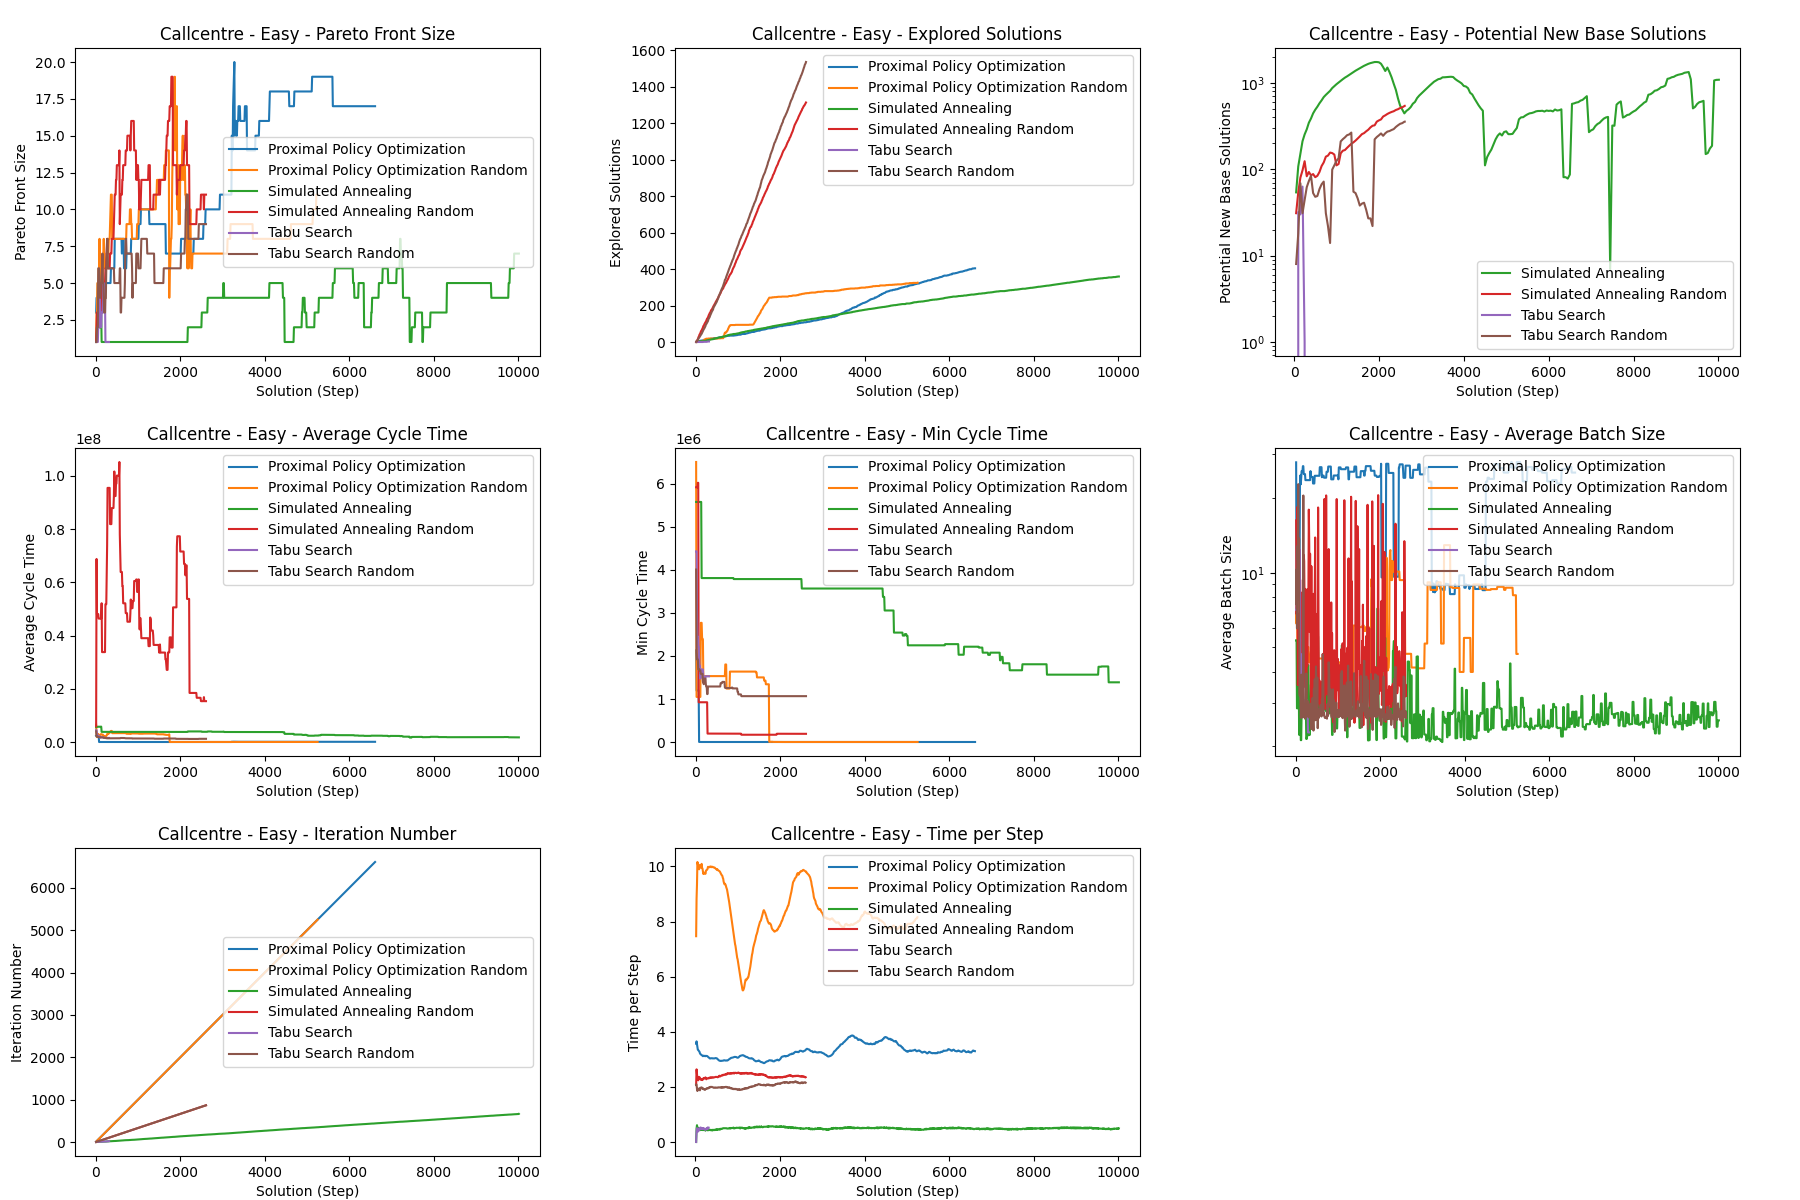 Callcentre - Easy - Pareto Front Size
Pareto Front Size
20.0
17.5
15.0
12.5
10.0
7.5
5.0
2.5
Proximal Policy Optimization
Proximal Policy Optimization Random
Simulated Annealing
Simulated Annealing Random
Tabu Search
Tabu Search Random
0 2000 4000 6000 8000 10000
Solution (Step)
Callcentre - Easy - Explored Solutions
Explored Solutions
1600
1400
1200
1000
800
600
400
200
0
Proximal Policy Optimization
Proximal Policy Optimization Random
Simulated Annealing
Simulated Annealing Random
Tabu Search
Tabu Search Random
0 2000 4000 6000 8000 10000
Solution (Step)
Callcentre - Easy - Potential New Base Solutions
Potential New Base Solutions
10³
10²
10¹
10⁰
Simulated Annealing
Simulated Annealing Random
Tabu Search
Tabu Search Random
0 2000 4000 6000 8000 10000
Solution (Step)
Callcentre - Easy - Average Cycle Time
1e8
Average Cycle Time
1.0
0.8
0.6
0.4
0.2
0.0
Proximal Policy Optimization
Proximal Policy Optimization Random
Simulated Annealing
Simulated Annealing Random
Tabu Search
Tabu Search Random
0 2000 4000 6000 8000 10000
Solution (Step)
Callcentre - Easy - Min Cycle Time
1e6
Min Cycle Time
6
5
4
3
2
1
0
Proximal Policy Optimization
Proximal Policy Optimization Random
Simulated Annealing
Simulated Annealing Random
Tabu Search
Tabu Search Random
0 2000 4000 6000 8000 10000
Solution (Step)
Callcentre - Easy - Average Batch Size
Average Batch Size
10¹
Proximal Policy Optimization
Proximal Policy Optimization Random
Simulated Annealing
Simulated Annealing Random
Tabu Search
Tabu Search Random
0 2000 4000 6000 8000 10000
Solution (Step)
Callcentre - Easy - Iteration Number
Iteration Number
6000
5000
4000
3000
2000
1000
0
Proximal Policy Optimization
Proximal Policy Optimization Random
Simulated Annealing
Simulated Annealing Random
Tabu Search
Tabu Search Random
0 2000 4000 6000 8000 10000
Solution (Step)
Callcentre - Easy - Time per Step
Time per Step
10
8
6
4
2
0
Proximal Policy Optimization
Proximal Policy Optimization Random
Simulated Annealing
Simulated Annealing Random
Tabu Search
Tabu Search Random
0 2000 4000 6000 8000 10000
Solution (Step)